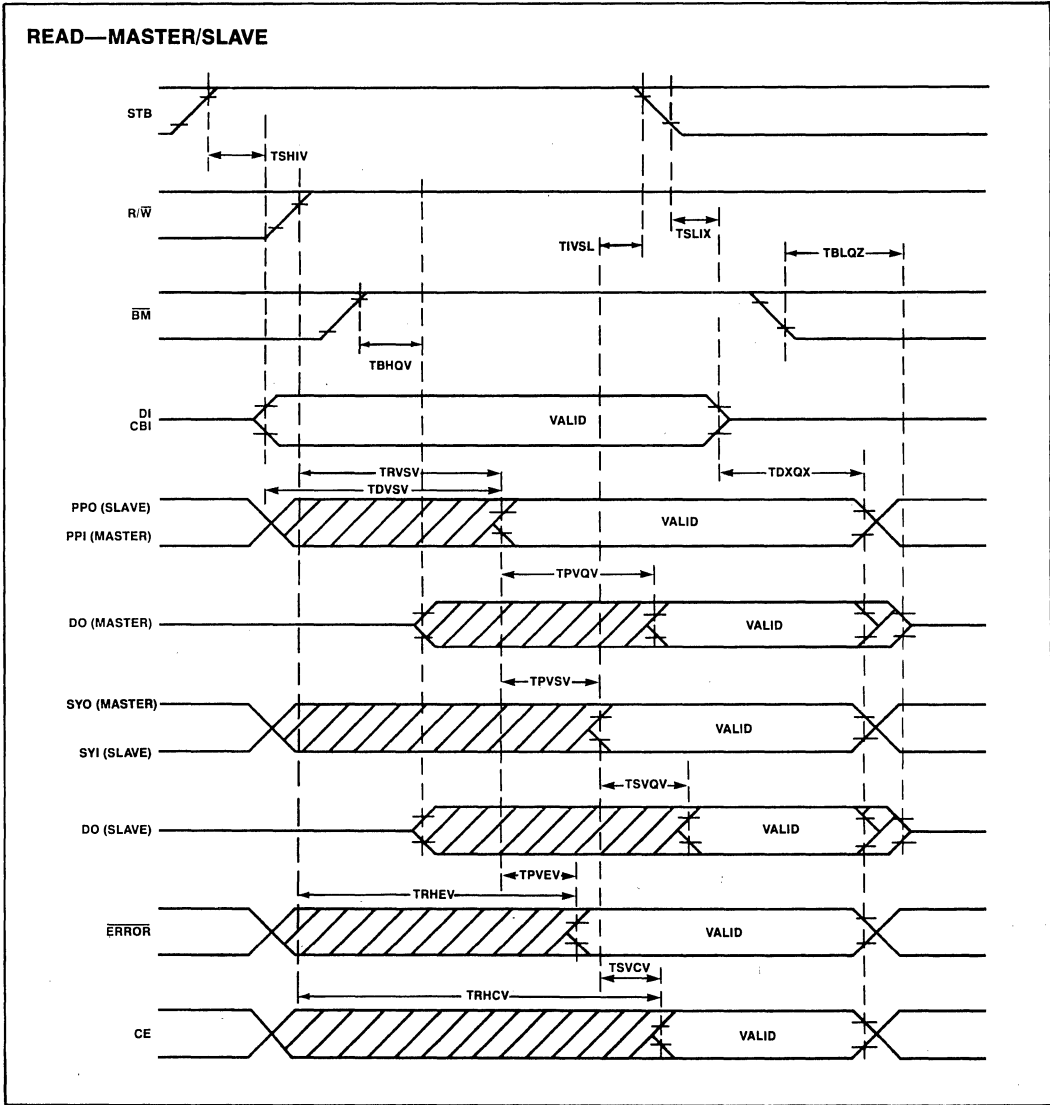 READ—MASTER/SLAVE
STB
TSHIV
R/W̅
TSLIX
TIVSL
TBLQZ
B̅M̅
TBHQV
DI
CBI
VALID
TRVSV
TDXQX
TDVSV
PPO (SLAVE)
VALID
PPI (MASTER)
TPVQV
DO (MASTER)
VALID
TPVSV
SYO (MASTER)
VALID
SYI (SLAVE)
TSVQV
DO (SLAVE)
VALID
TPVEV
TRHEV
E̅R̅R̅O̅R̅
VALID
TSVCV
TRHCV
CE
VALID